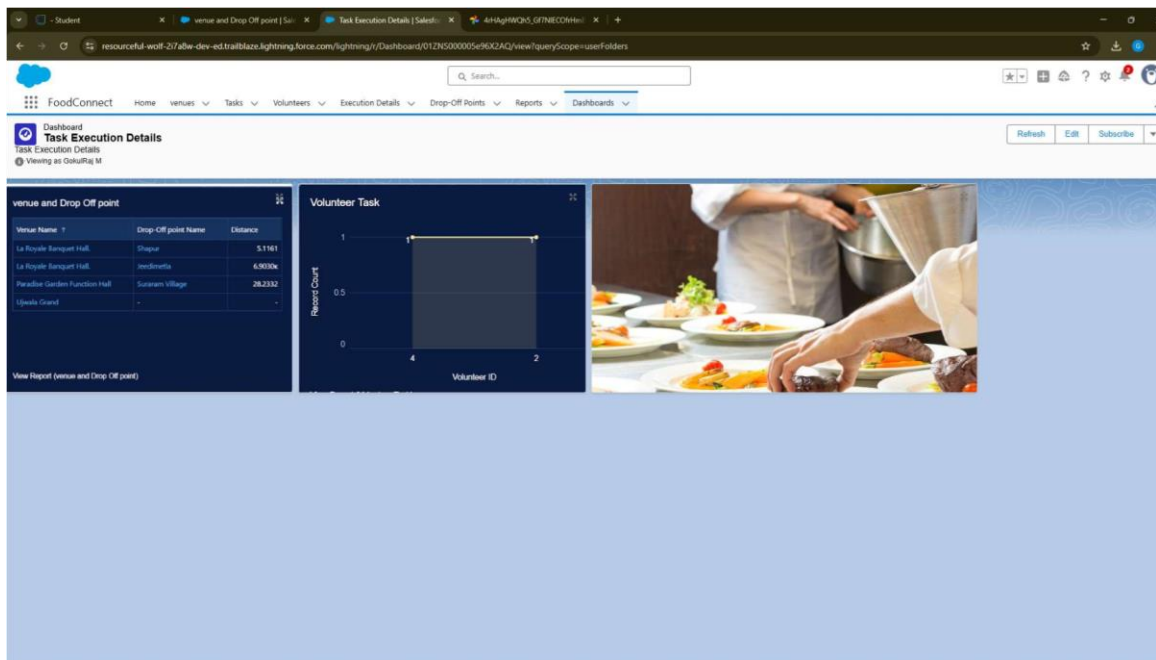 - Student
venue and Drop Off point | Sale
Task Execution Details | Salesfo
resourceful-wolf-2i7a8w-dev-ed.trailblaze.lightning.force.com/lightning/r/Dashboard/01ZNS000005e96X2AQ/view?queryScope=userFolders
Search...
FoodConnect Home venues Tasks Volunteers Execution Details Drop-Off Points Reports Dashboards
Dashboard
Task Execution Details
Task Execution Details
Viewing as GokulRaj M
Refresh Edit Subscribe
venue and Drop Off point
Venue Name ↑ Drop-Off point Name Distance
La Royale Banquet Hall. Shapur 5.1161
La Royale Banquet Hall. Jeedimetla
Paradise Garden Function Hall Suraram Village 28.2332
Ujwala Grand - -
View Report (venue and Drop Off point)
Volunteer Task
Record Count
1
0.5
0
1 1
4 2
Volunteer ID